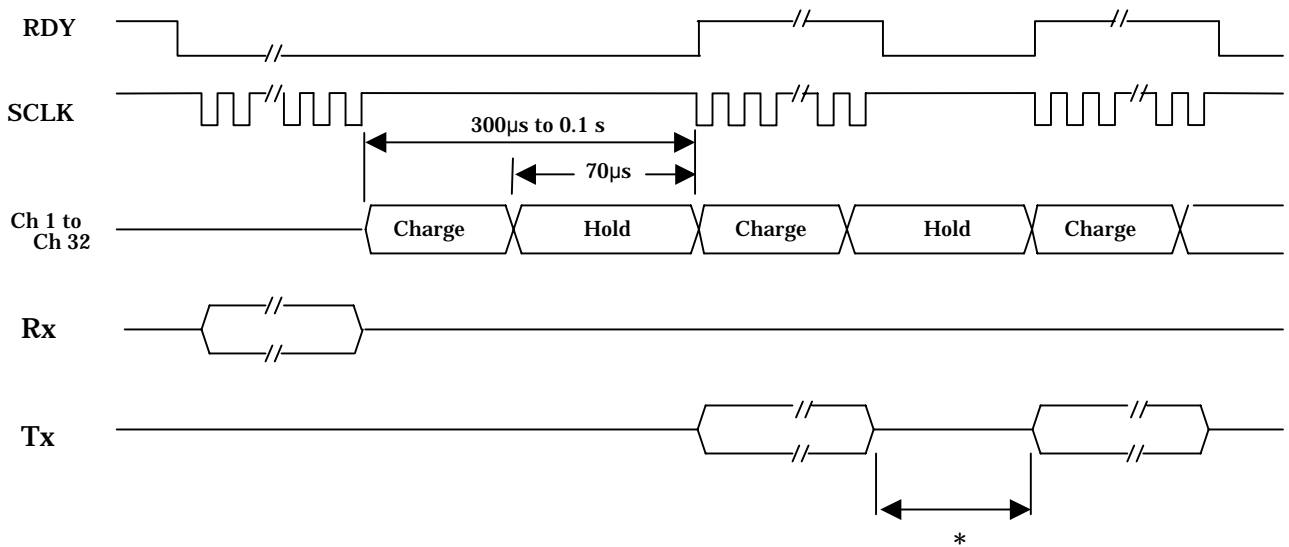 RDY
SCLK
300µs to 0.1 s
70µs
Ch 1 to
Ch 32
Charge
Hold
Charge
Hold
Charge
Rx
Tx
*